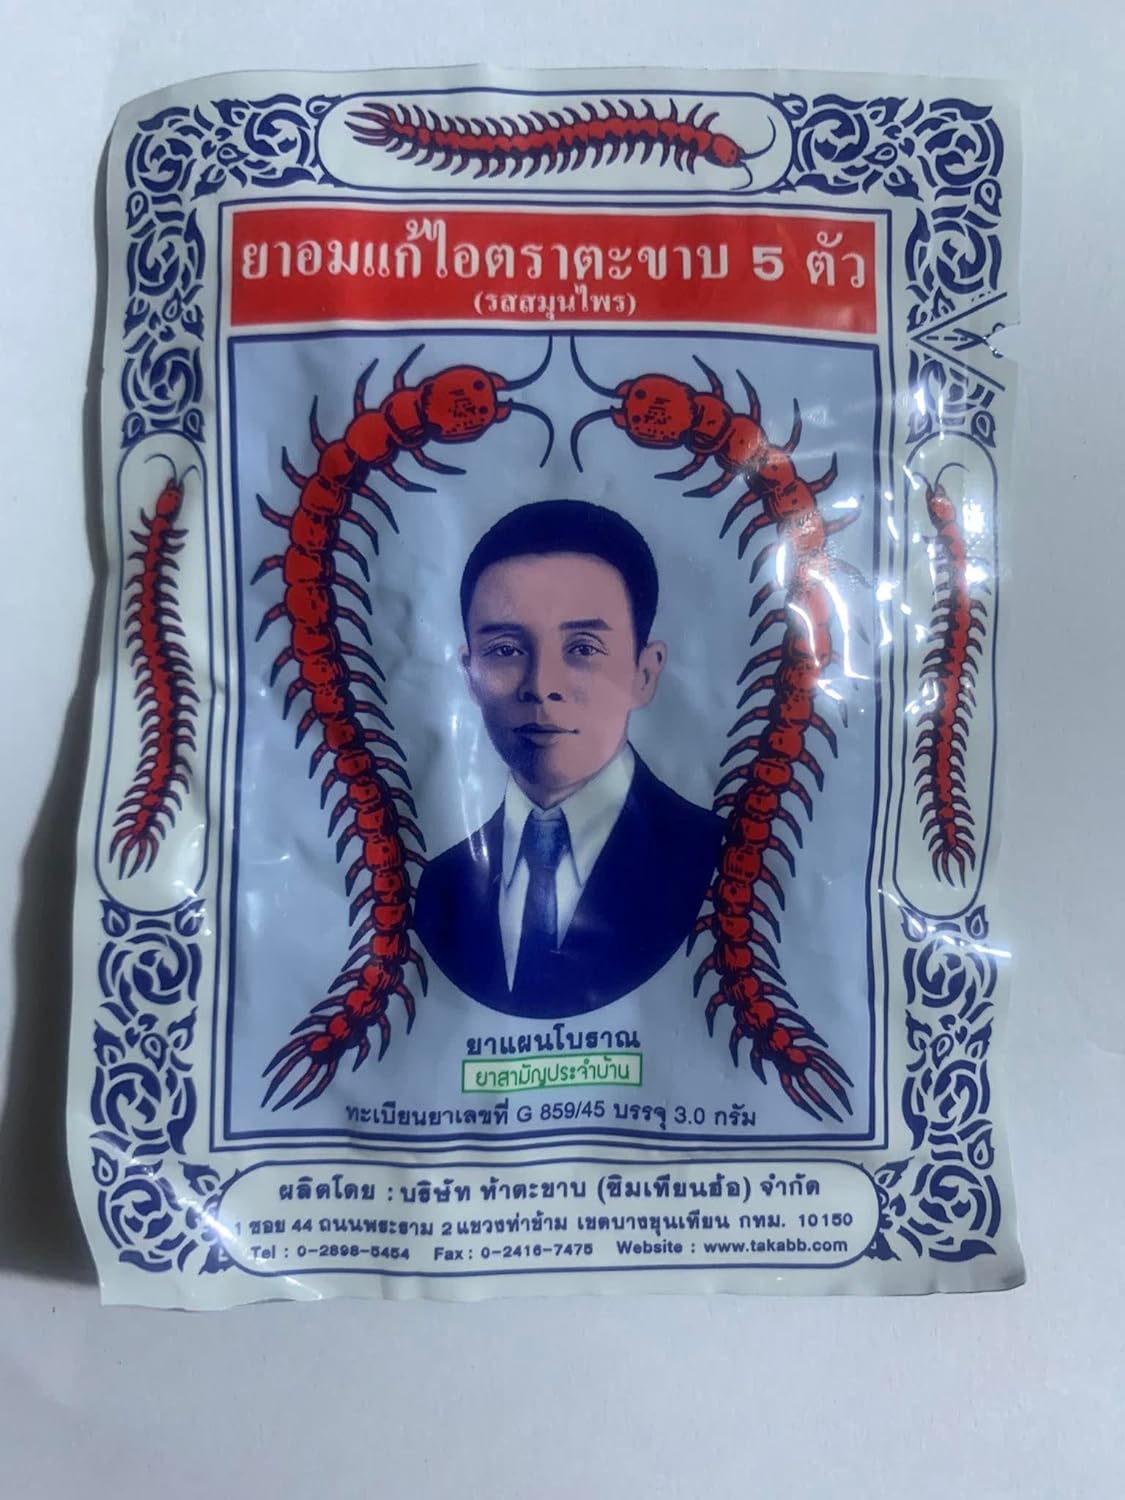 ยาอมแก้ไอตราตะขาบ 5 ตัว
(รสสมุนไพร)
ยาแผนโบราณ
ยาสามัญประจำบ้าน
ทะเบียนยาเลขที่ G 859/45 บรรจุ 3.0 กรัม
ผลิตโดย : บริษัท ห้าตะขาบ (ซิมเทียนฮ้อ) จำกัด
1 ซอย 44 ถนนพระราม 2 แขวงท่าข้าม เขตบางขุนเทียน กทม. 10150
Tel : 0-2898-5454 Fax : 0-2416-7475 Website : www.takabb.com